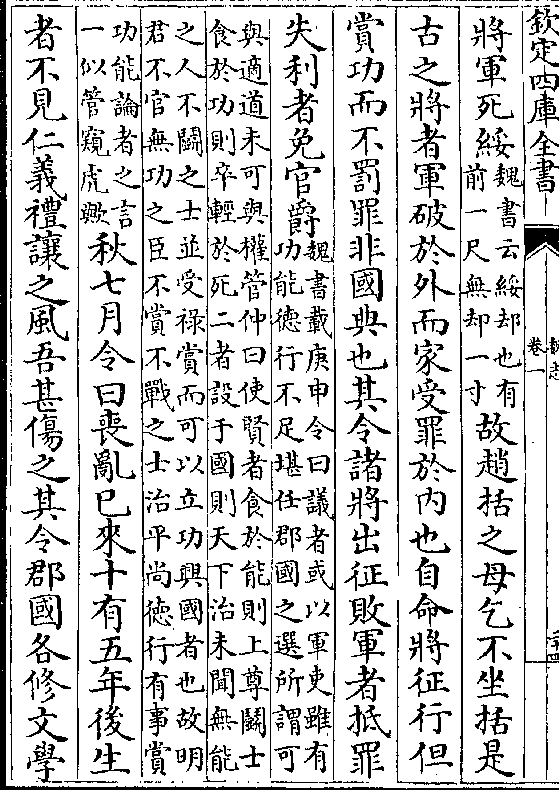 欽定四庫全書
魏志
卷一
將軍死綏
魏書云綏却也有
前一尺無却一寸
故趙括之母乞不坐括是
古之將者軍破於外而家受罪於内也自命將征行但
賞功而不罰罪非國典也其令諸將出征敗軍者抵罪
失利者免官爵
魏書載庚申令曰議者或以軍吏雖有
功能德行不足堪任郡國之選所謂可
與適道未可與權管仲曰使賢者食於能則上尊鬬士
食於功則卒輕於死二者設于國則天下治未聞無能
之人不鬬之士並受祿賞而可以立功興國者也故明
君不官無功之臣不賞不戰之士治平尚德行有事賞
功能論者之言
一似管窺虎歟
秋七月令曰喪亂已來十有五年後生
者不見仁義禮讓之風吾甚傷之其令郡國各修文學